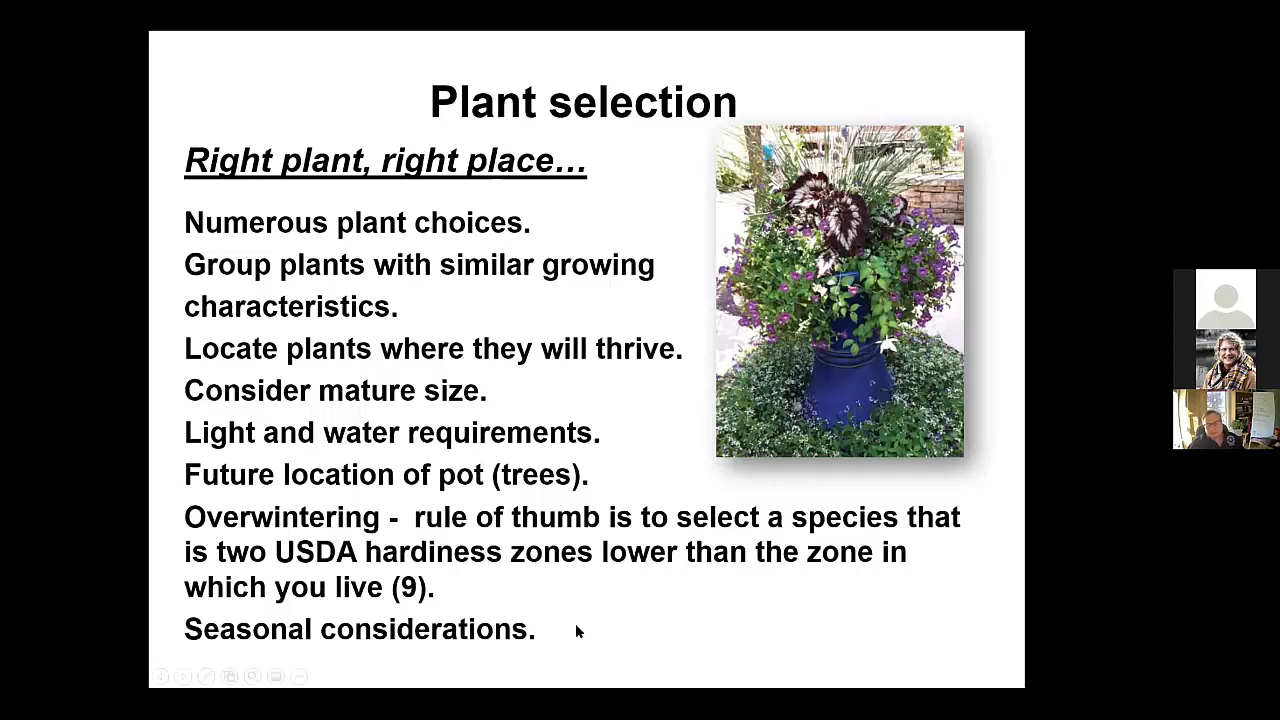 Plant selection
Right plant, right place…
Numerous plant choices.
Group plants with similar growing
characteristics.
Locate plants where they will thrive.
Consider mature size.
Light and water requirements.
Future location of pot (trees).
Overwintering -  rule of thumb is to select a species that
is two USDA hardiness zones lower than the zone in
which you live (9).
Seasonal considerations.